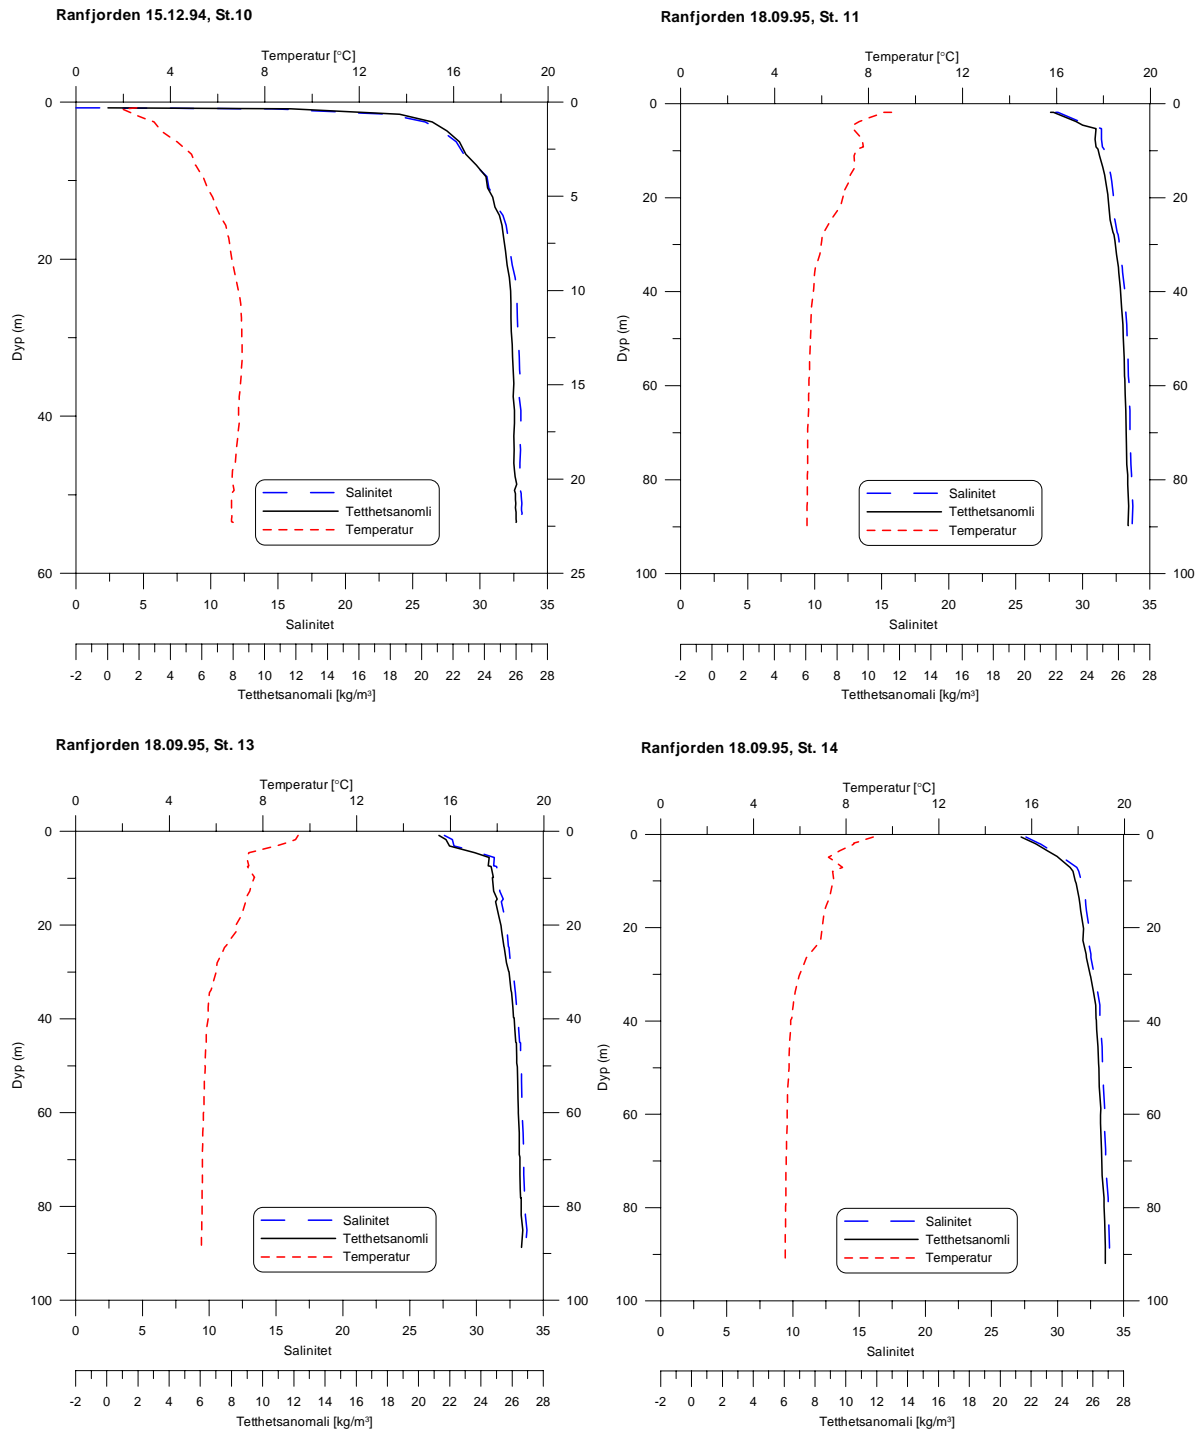 Ranfjorden 15.12.94, St.10
Temperatur [°C]
0 4 8 12 16 20
0 0
5
20
10
Dyp (m)
15
40
20
Salinitet
Tetthetsanomli
Temperatur
60 25
0 5 10 15 20 25 30 35
Salinitet
-2 0 2 4 6 8 10 12 14 16 18 20 22 24 26 28
Tetthetsanomali [kg/m³]
Ranfjorden 18.09.95, St. 11
Temperatur [°C]
0 4 8 12 16 20
0 0
20 20
40 40
Dyp (m)
60 60
80 80
Salinitet
Tetthetsanomli
Temperatur
100 100
0 5 10 15 20 25 30 35
Salinitet
-2 0 2 4 6 8 10 12 14 16 18 20 22 24 26 28
Tetthetsanomali [kg/m³]
Ranfjorden 18.09.95, St. 13
Temperatur [°C]
0 4 8 12 16 20
0 0
20 20
40 40
Dyp (m)
60 60
80 80
Salinitet
Tetthetsanomli
Temperatur
100 100
0 5 10 15 20 25 30 35
Salinitet
-2 0 2 4 6 8 10 12 14 16 18 20 22 24 26 28
Tetthetsanomali [kg/m³]
Ranfjorden 18.09.95, St. 14
Temperatur [°C]
0 4 8 12 16 20
0 0
20 20
40 40
Dyp (m)
60 60
80 80
Salinitet
Tetthetsanomli
Temperatur
100 100
0 5 10 15 20 25 30 35
Salinitet
-2 0 2 4 6 8 10 12 14 16 18 20 22 24 26 28
Tetthetsanomali [kg/m³]